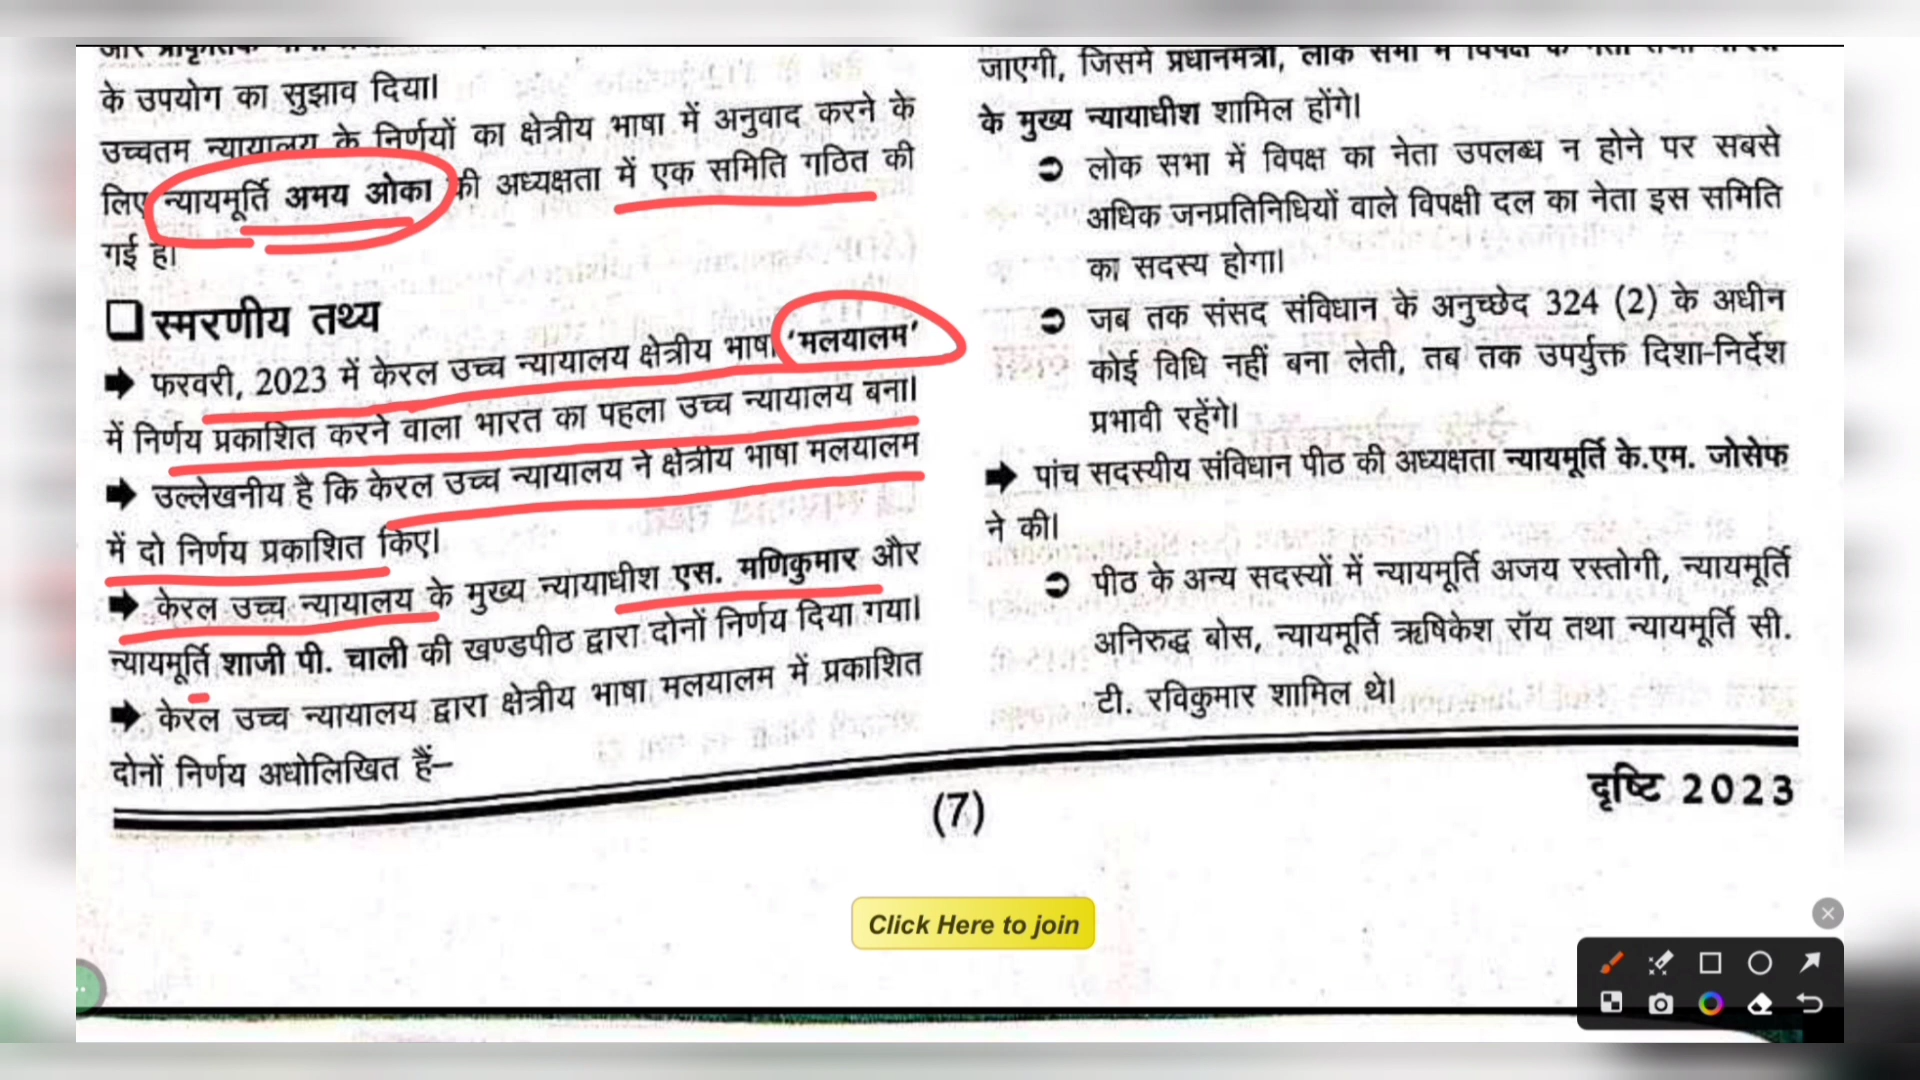 के उपयोग का सुझाव दिया।
उच्चतम न्यायालय के निर्णयों का क्षेत्रीय भाषा में अनुवाद करने के
लिए न्यायमूर्ति अभय ओका की अध्यक्षता में एक समिति गठित की
गई है।
स्मरणीय तथ्य
➡ फरवरी, 2023 में केरल उच्च न्यायालय क्षेत्रीय भाषा ‘मलयालम’
में निर्णय प्रकाशित करने वाला भारत का पहला उच्च न्यायालय बना।
➡ उल्लेखनीय है कि केरल उच्च न्यायालय ने क्षेत्रीय भाषा मलयालम
में दो निर्णय प्रकाशित किए।
➡ केरल उच्च न्यायालय के मुख्य न्यायाधीश एस. मणिकुमार और
न्यायमूर्ति शाजी पी. चाली की खण्डपीठ द्वारा दोनों निर्णय दिया गया।
➡ केरल उच्च न्यायालय द्वारा क्षेत्रीय भाषा मलयालम में प्रकाशित
दोनों निर्णय अधोलिखित हैं–
जाएगी, जिसमें प्रधानमंत्री, लोक सभा में विपक्ष के नेता तथा भारत
के मुख्य न्यायाधीश शामिल होंगे।
➲ लोक सभा में विपक्ष का नेता उपलब्ध न होने पर सबसे
अधिक जनप्रतिनिधियों वाले विपक्षी दल का नेता इस समिति
का सदस्य होगा।
➲ जब तक संसद संविधान के अनुच्छेद 324 (2) के अधीन
कोई विधि नहीं बना लेती, तब तक उपर्युक्त दिशा-निर्देश
प्रभावी रहेंगे।
➡ पांच सदस्यीय संविधान पीठ की अध्यक्षता न्यायमूर्ति के.एम. जोसेफ
ने की।
➲ पीठ के अन्य सदस्यों में न्यायमूर्ति अजय रस्तोगी, न्यायमूर्ति
अनिरुद्ध बोस, न्यायमूर्ति ऋषिकेश रॉय तथा न्यायमूर्ति सी.
टी. रविकुमार शामिल थे।
(7)
दृष्टि 2023
Click Here to join